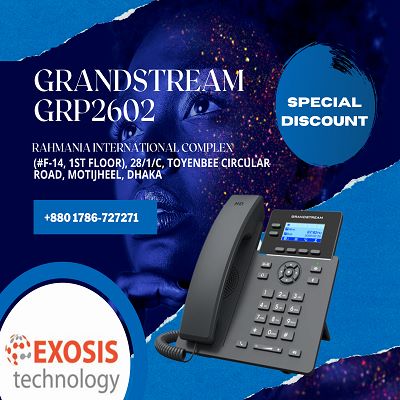 GRANDSTREAM
GRP2602
SPECIAL
DISCOUNT
RAHMANIA INTERNATIONAL COMPLEX
(#F-14, 1ST FLOOR), 28/1/C, TOYENBEE CIRCULAR
ROAD, MOTIJHEEL, DHAKA
+880 1786-727271
HD
GRANDSTREAM
EXOSIS
technology